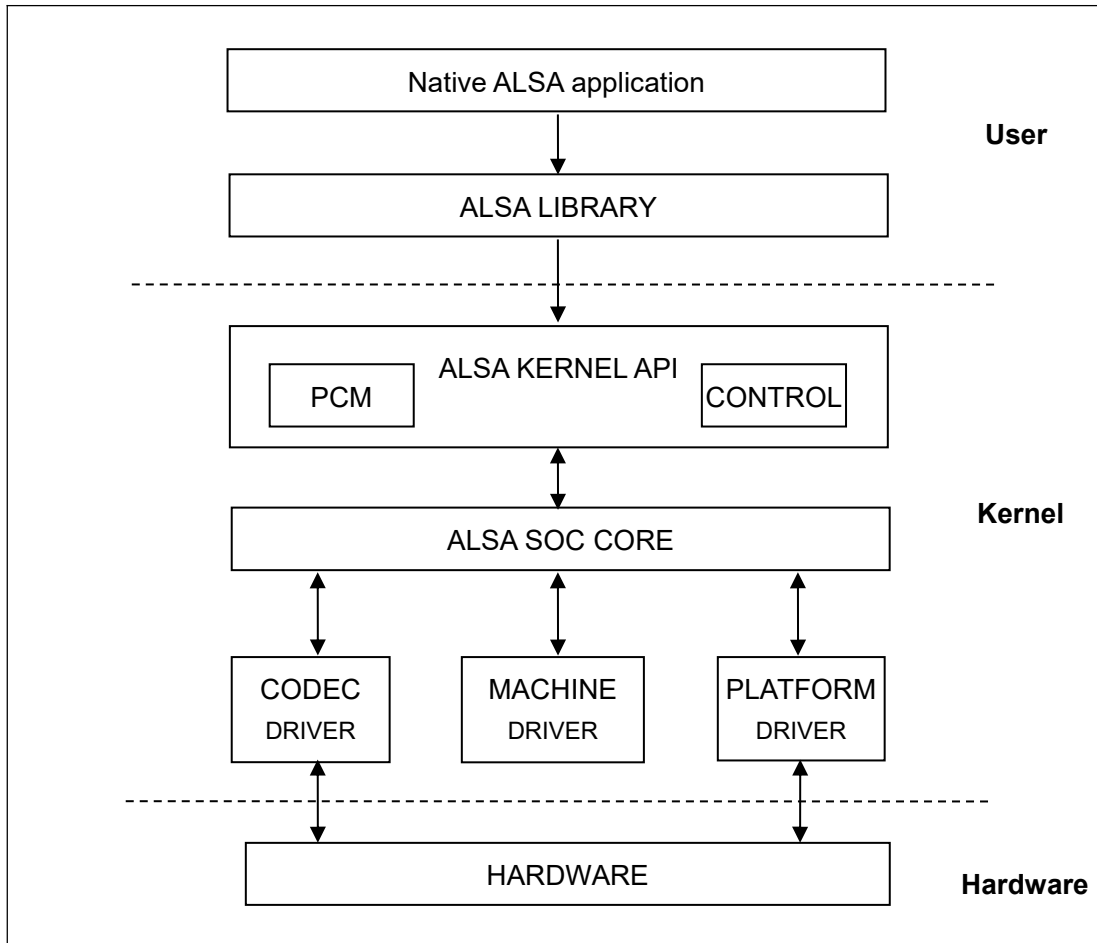 Native ALSA application
User
ALSA LIBRARY
ALSA KERNEL API
PCM
CONTROL
Kernel
ALSA SOC CORE
CODEC
DRIVER
MACHINE
DRIVER
PLATFORM
DRIVER
HARDWARE
Hardware